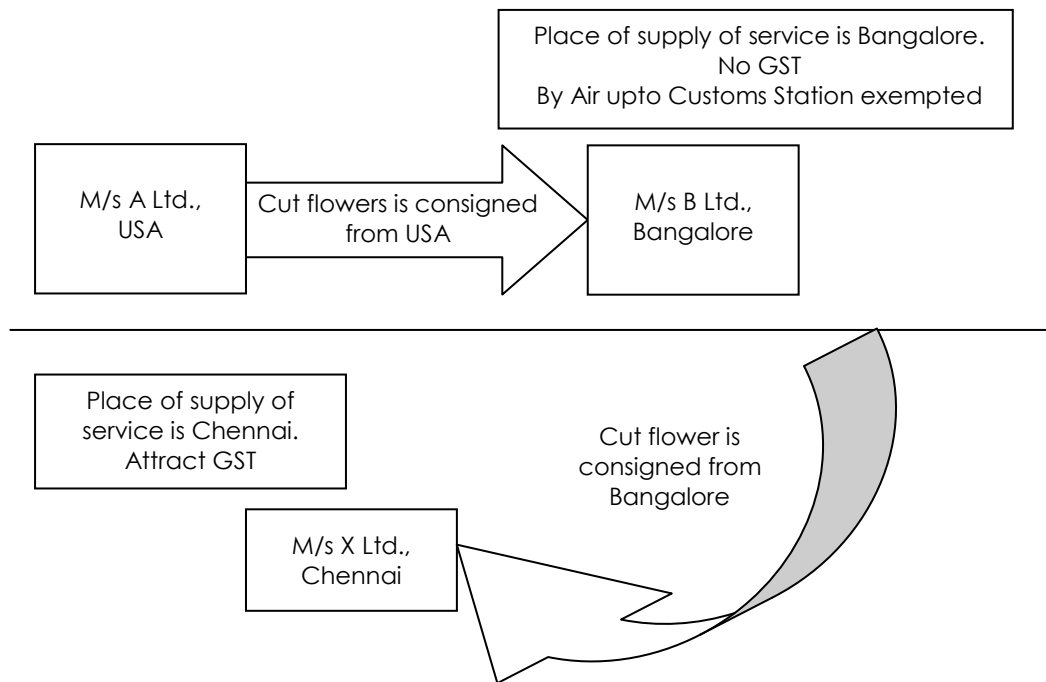 Place of supply of service is Bangalore.
No GST
By Air upto Customs Station exempted
M/s A Ltd.,
USA
Cut flowers is consigned
from USA
M/s B Ltd.,
Bangalore
Place of supply of
service is Chennai.
Attract GST
Cut flower is
consigned from
Bangalore
M/s X Ltd.,
Chennai